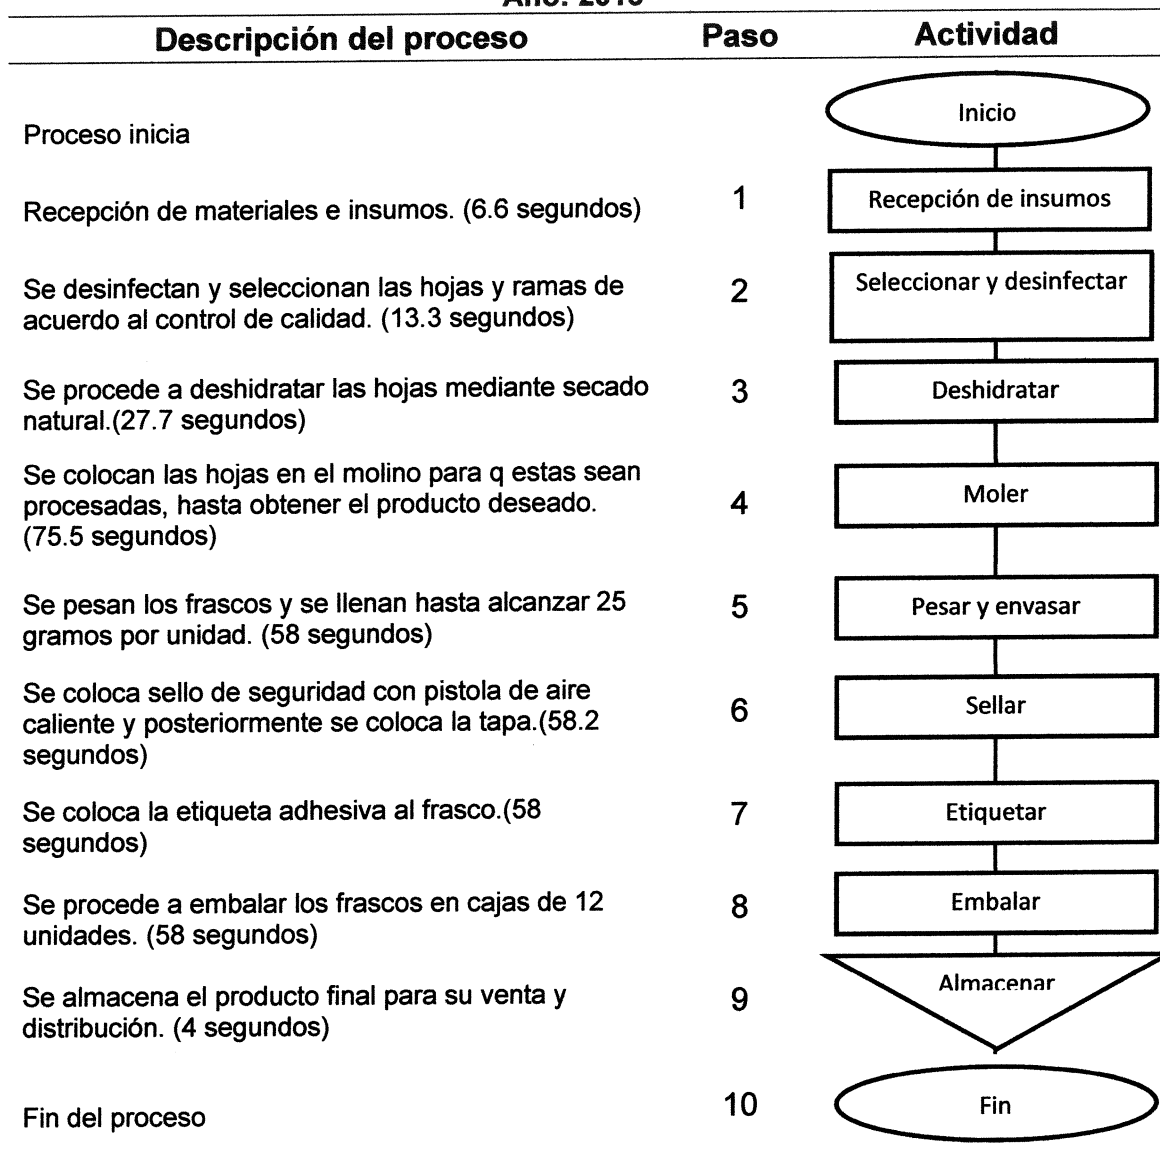 Descripción del proceso Paso Actividad
Inicio
Proceso inicia
Recepción de materiales e insumos. (6.6 segundos) 1 Recepción de insumos
Se desinfectan y seleccionan las hojas y ramas de
acuerdo al control de calidad. (13.3 segundos)
2
Seleccionar y desinfectar
Se procede a deshidratar las hojas mediante secado
natural.(27.7 segundos)
3
Deshidratar
Se colocan las hojas en el molino para q estas sean
procesadas, hasta obtener el producto deseado.
(75.5 segundos)
4
Moler
Se pesan los frascos y se llenan hasta alcanzar 25
gramos por unidad. (58 segundos)
5
Pesar y envasar
Se coloca sello de seguridad con pistola de aire
caliente y posteriormente se coloca la tapa.(58.2
segundos)
6
Sellar
Se coloca la etiqueta adhesiva al frasco.(58
segundos)
7
Etiquetar
Se procede a embalar los frascos en cajas de 12
unidades. (58 segundos)
8
Embalar
Se almacena el producto final para su venta y
distribución. (4 segundos)
9
Almacenar
Fin del proceso 10 Fin